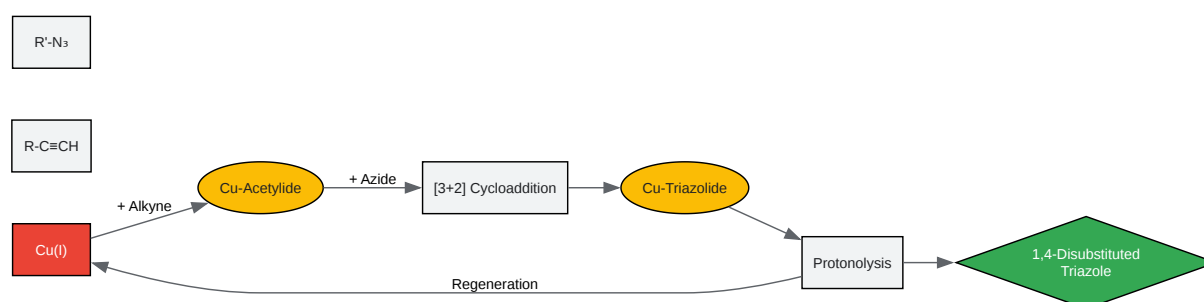 R'-N₃
R-C≡CH
Cu(I)
+ Alkyne
Cu-Acetylide
+ Azide
[3+2] Cycloaddition
Cu-Triazolide
Protonolysis
Regeneration
1,4-Disubstituted
Triazole